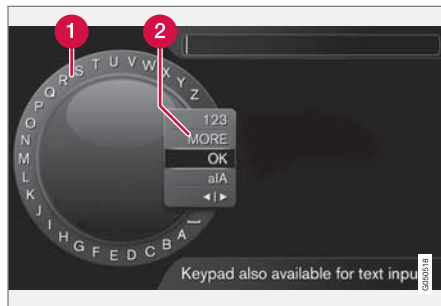 1
2
A B C D E F G H I J K L M N O P Q R S T U V W X Y Z
123
MORE
OK
a|A
◄|►
Keypad also available for text inpu
G050518